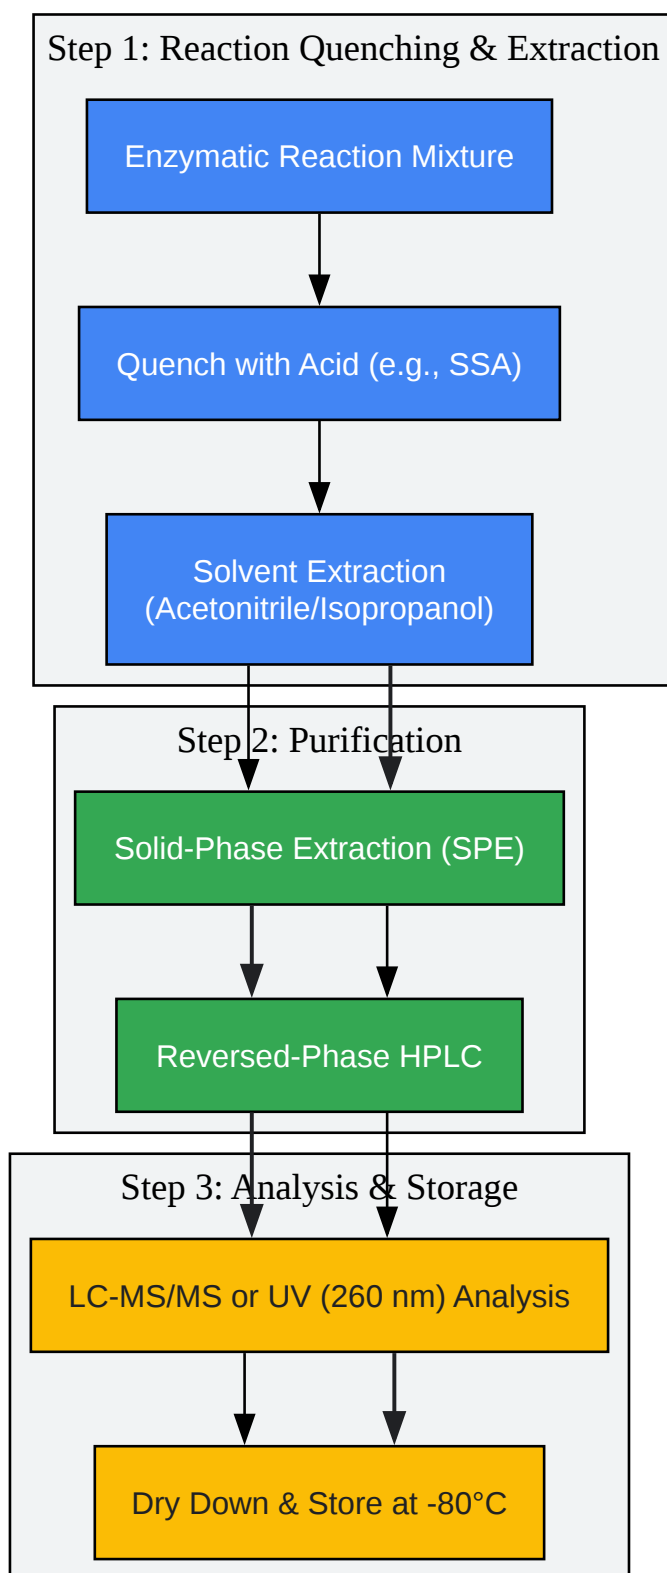 Step 1: Reaction Quenching & Extraction
Enzymatic Reaction Mixture
Quench with Acid (e.g., SSA)
Solvent Extraction
(Acetonitrile/Isopropanol)
Step 2: Purification
Solid-Phase Extraction (SPE)
Reversed-Phase HPLC
Step 3: Analysis & Storage
LC-MS/MS or UV (260 nm) Analysis
Dry Down & Store at -80°C